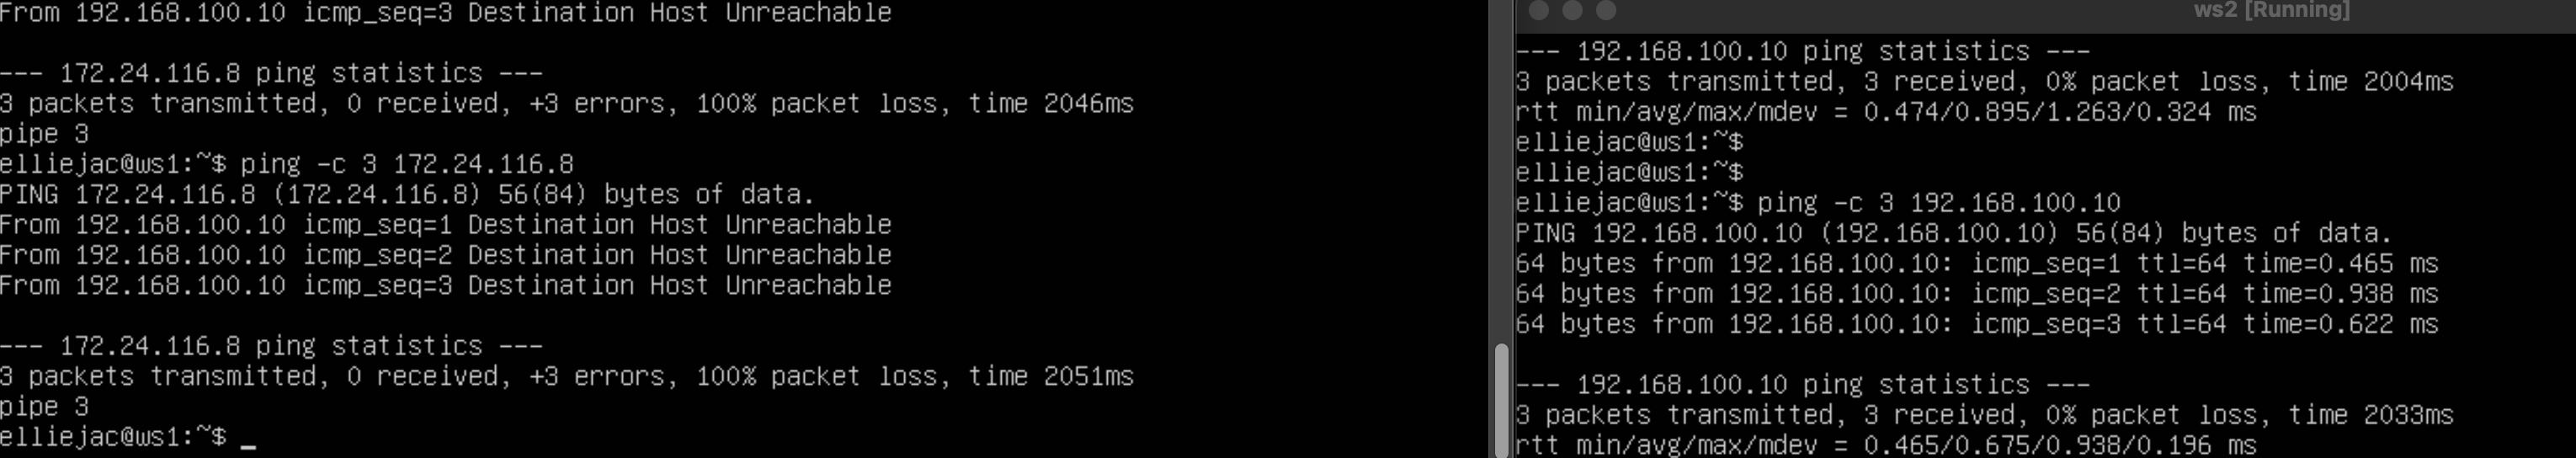 From 192.168.100.10 icmp_seq=3 Destination Host Unreachable
--- 172.24.116.8 ping statistics ---
3 packets transmitted, 0 received, +3 errors, 100% packet loss, time 2046ms
pipe 3
elliejac@ws1:~$ ping -c 3 172.24.116.8
PING 172.24.116.8 (172.24.116.8) 56(84) bytes of data.
From 192.168.100.10 icmp_seq=1 Destination Host Unreachable
From 192.168.100.10 icmp_seq=2 Destination Host Unreachable
From 192.168.100.10 icmp_seq=3 Destination Host Unreachable
--- 172.24.116.8 ping statistics ---
3 packets transmitted, 0 received, +3 errors, 100% packet loss, time 2051ms
pipe 3
elliejac@ws1:~$ _
ws2 [Running]
--- 192.168.100.10 ping statistics ---
3 packets transmitted, 3 received, 0% packet loss, time 2004ms
rtt min/avg/max/mdev = 0.474/0.895/1.263/0.324 ms
elliejac@ws1:~$
elliejac@ws1:~$
elliejac@ws1:~$ ping -c 3 192.168.100.10
PING 192.168.100.10 (192.168.100.10) 56(84) bytes of data.
64 bytes from 192.168.100.10: icmp_seq=1 ttl=64 time=0.465 ms
64 bytes from 192.168.100.10: icmp_seq=2 ttl=64 time=0.938 ms
64 bytes from 192.168.100.10: icmp_seq=3 ttl=64 time=0.622 ms
--- 192.168.100.10 ping statistics ---
3 packets transmitted, 3 received, 0% packet loss, time 2033ms
rtt min/avg/max/mdev = 0.465/0.675/0.938/0.196 ms